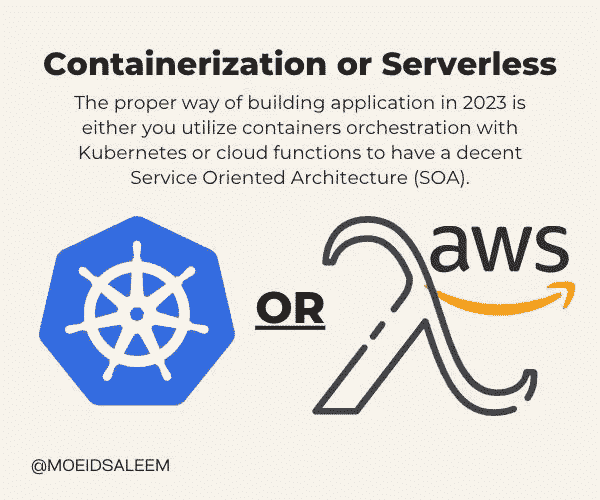 Containerization or Serverless
The proper way of building application in 2023 is
either you utilize containers orchestration with
Kubernetes or cloud functions to have a decent
Service Oriented Architecture (SOA).
aws
OR
@MOEIDSALEEM